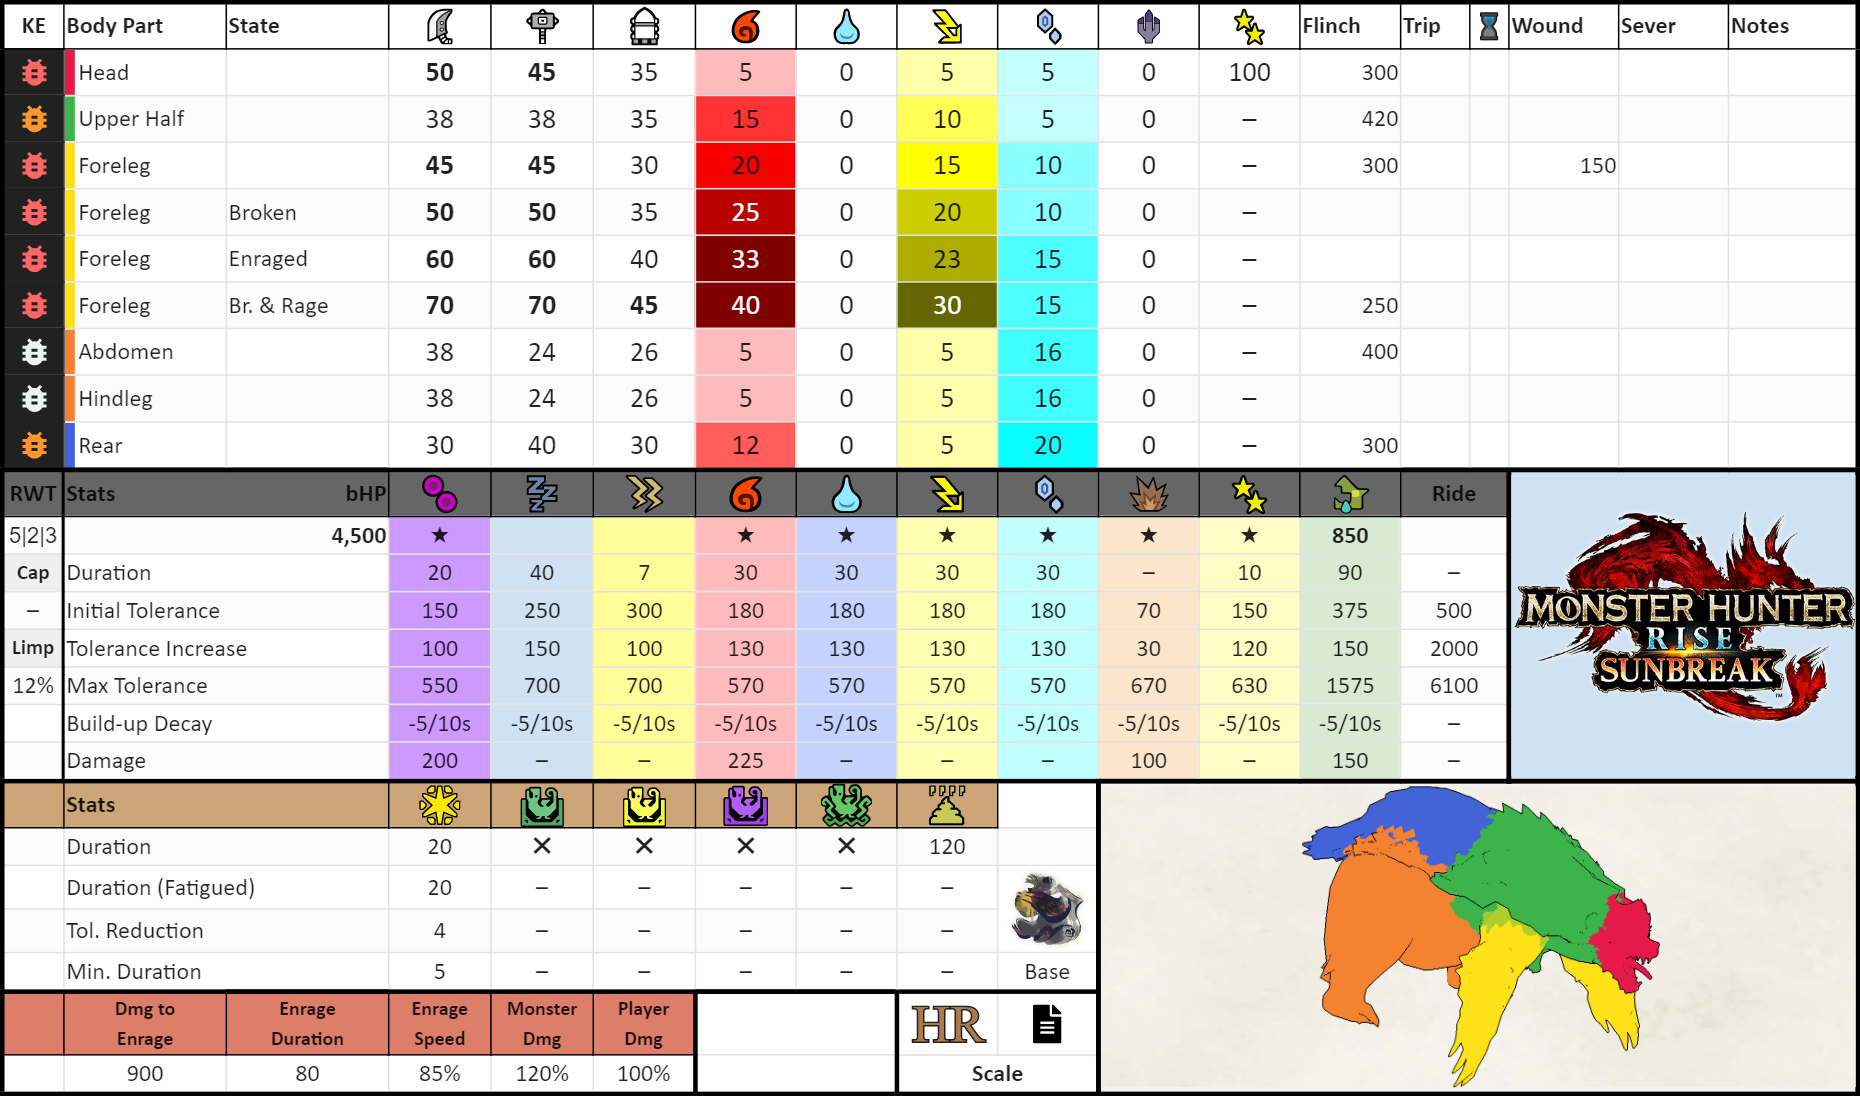 KE Body Part State Flinch Trip Wound Sever Notes
Head 50 45 35 5 0 5 5 0 100 300
Upper Half 38 38 35 15 0 10 5 0 – 420
Foreleg 45 45 30 20 0 15 10 0 – 300 150
Foreleg Broken 50 50 35 25 0 20 10 0 –
Foreleg Enraged 60 60 40 33 0 23 15 0 –
Foreleg Br. & Rage 70 70 45 40 0 30 15 0 – 250
Abdomen 38 24 26 5 0 5 16 0 – 400
Hindleg 38 24 26 5 0 5 16 0 –
Rear 30 40 30 12 0 5 20 0 – 300
RWT Stats bHP Ride
5|2|3 4,500 ★ ★ ★ ★ ★ ★ ★ 850
Cap Duration 20 40 7 30 30 30 30 – 10 90 –
– Initial Tolerance 150 250 300 180 180 180 180 70 150 375 500
Limp Tolerance Increase 100 150 100 130 130 130 130 30 120 150 2000
12% Max Tolerance 550 700 700 570 570 570 570 670 630 1575 6100
Build-up Decay -5/10s -5/10s -5/10s -5/10s -5/10s -5/10s -5/10s -5/10s -5/10s -5/10s –
Damage 200 – – 225 – – – 100 – 150 –
MONSTER HUNTER
RISE
SUNBREAK
™
Stats
Duration 20 ✕ ✕ ✕ ✕ 120
Duration (Fatigued) 20 – – – – –
Tol. Reduction 4 – – – – –
Min. Duration 5 – – – – – Base
Dmg to Enrage Enrage Monster Player
Enrage Duration Speed Dmg Dmg
HR
900 80 85% 120% 100% Scale